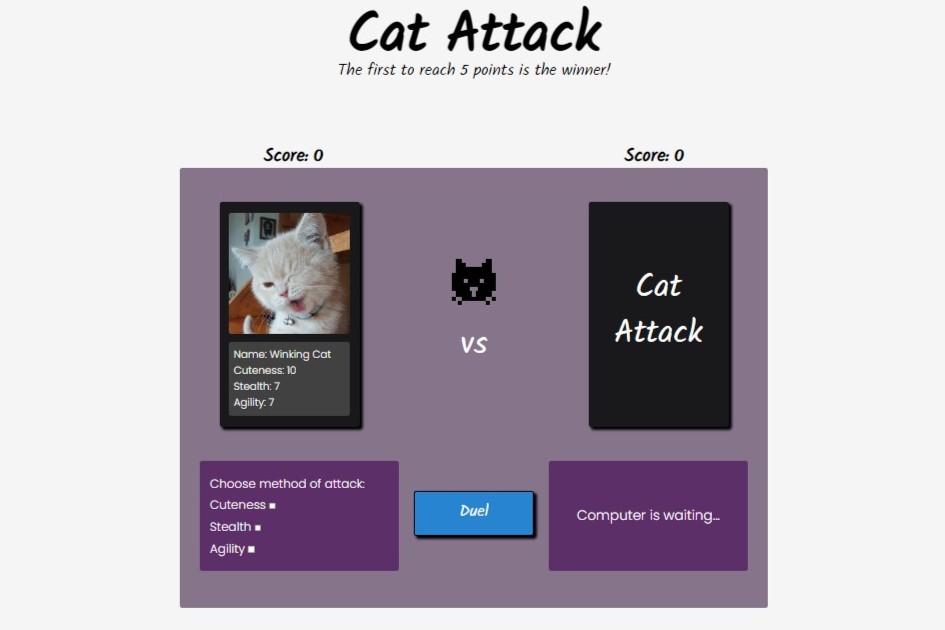 Cat Attack
The first to reach 5 points is the winner!
Score: 0
Score: 0
Name: Winking Cat
Cuteness: 10
Stealth: 7
Agility: 7
VS
Cat
Attack
Choose method of attack:
Cuteness
Stealth
Agility
Duel
Computer is waiting...